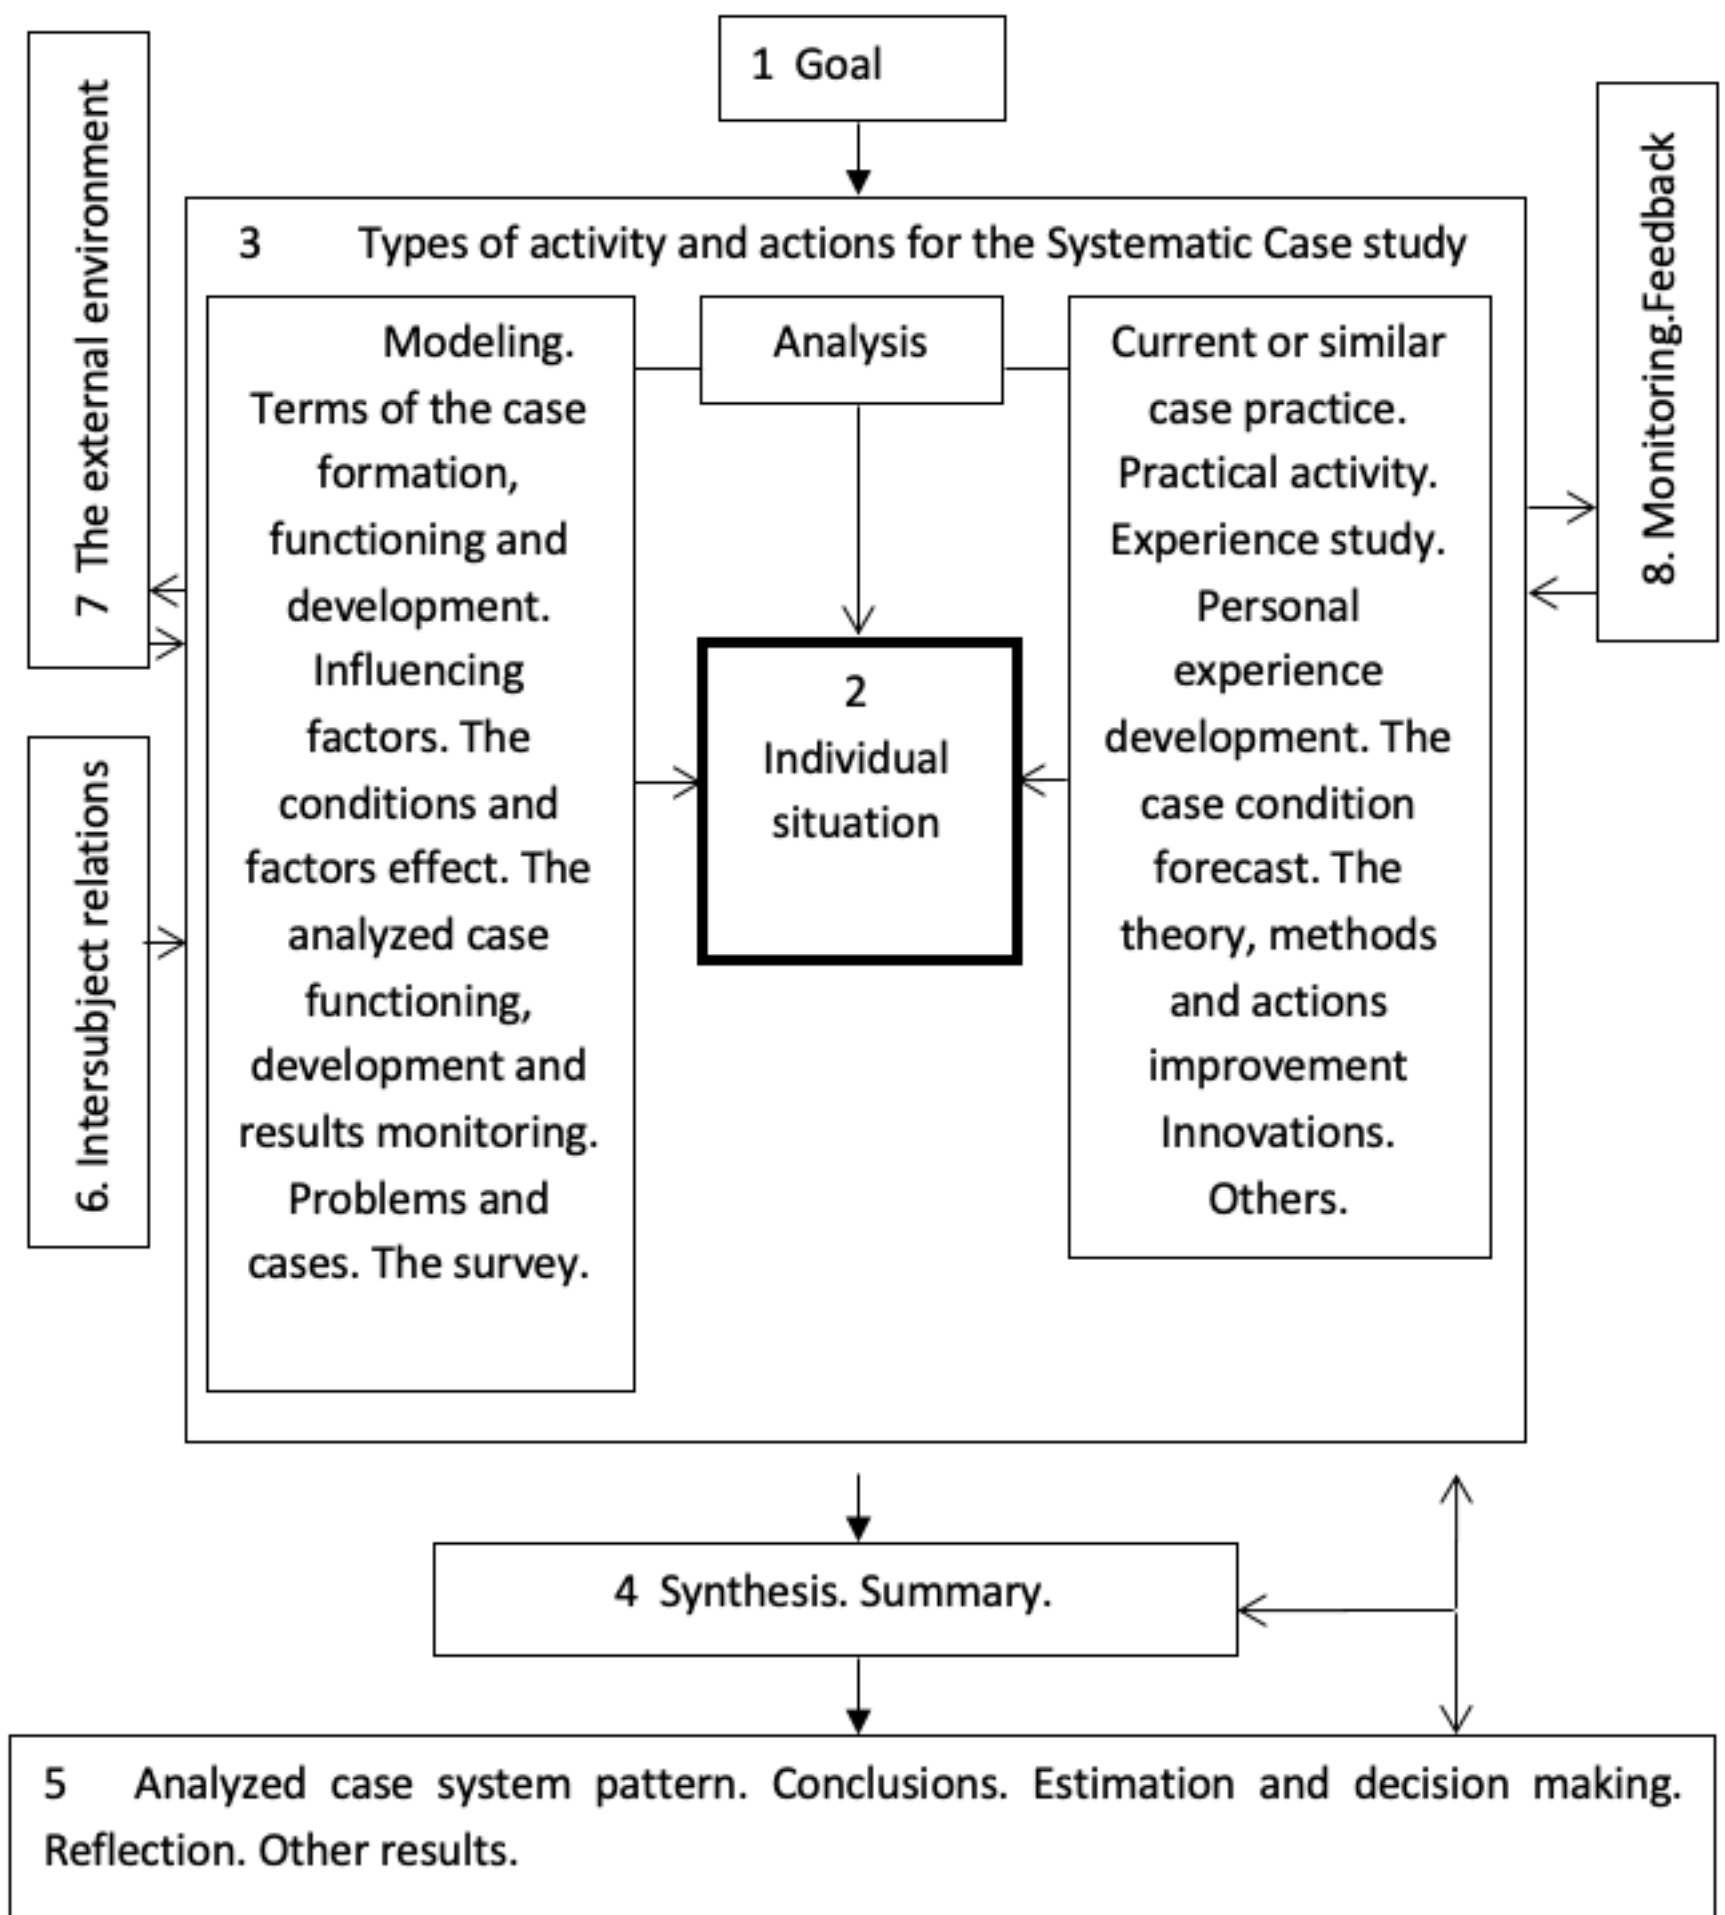 1 Goal
7 The external environment
8. Monitoring.Feedback
3 Types of activity and actions for the Systematic Case study
Modeling.
Terms of the case
formation,
functioning and
development.
Influencing
factors. The
conditions and
factors effect. The
analyzed case
functioning,
development and
results monitoring.
Problems and
cases. The survey.
Analysis
2
Individual
situation
Current or similar
case practice.
Practical activity.
Experience study.
Personal
experience
development. The
case condition
forecast. The
theory, methods
and actions
improvement
Innovations.
Others.
6. Intersubject relations
4 Synthesis. Summary.
5 Analyzed case system pattern. Conclusions. Estimation and decision making.
Reflection. Other results.